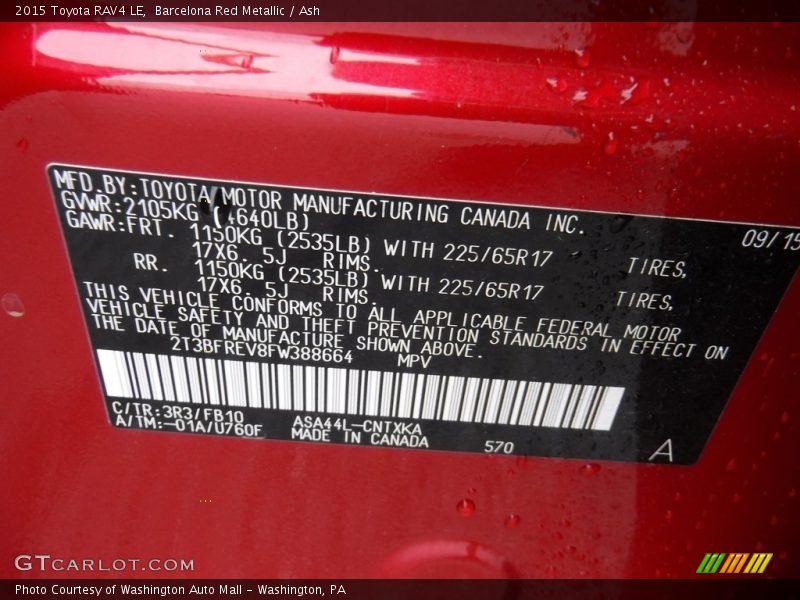 2015 Toyota RAV4 LE,  Barcelona Red Metallic / Ash
MFD.BY:TOYOTA MOTOR MANUFACTURING CANADA INC.
09/15
GVWR:2105KG (4640LB)
GAWR:FRT. 1150KG (2535LB) WITH 225/65R17 TIRES,
17X6. 5J RIMS.
RR. 1150KG (2535LB) WITH 225/65R17 TIRES,
17X6. 5J RIMS.
THIS VEHICLE CONFORMS TO ALL APPLICABLE FEDERAL MOTOR
VEHICLE SAFETY AND THEFT PREVENTION STANDARDS IN EFFECT ON
THE DATE OF MANUFACTURE SHOWN ABOVE.
2T3BFREV8FW388664 MPV
C/TR:3R3/FB10 ASA44L-CNTXKA
A/TM:-01A/U760F MADE IN CANADA 570 A
GTCARLOT.COM
Photo Courtesy of Washington Auto Mall - Washington, PA